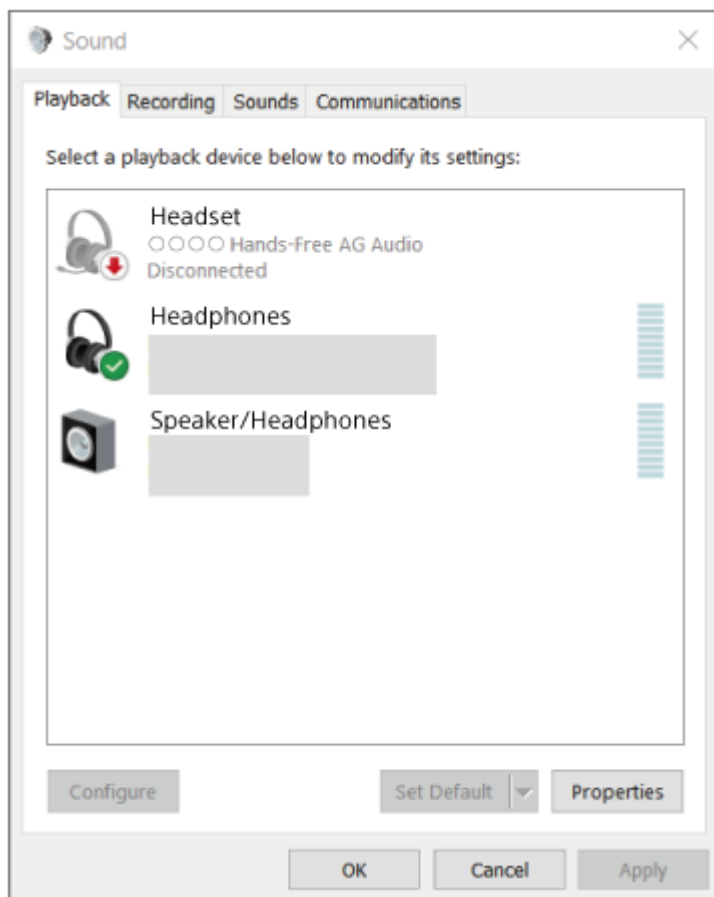 Sound
Playback Recording Sounds Communications
Select a playback device below to modify its settings:
Headset
○○○○ Hands-Free AG Audio
Disconnected
Headphones
Speaker/Headphones
Configure Set Default Properties
OK Cancel Apply